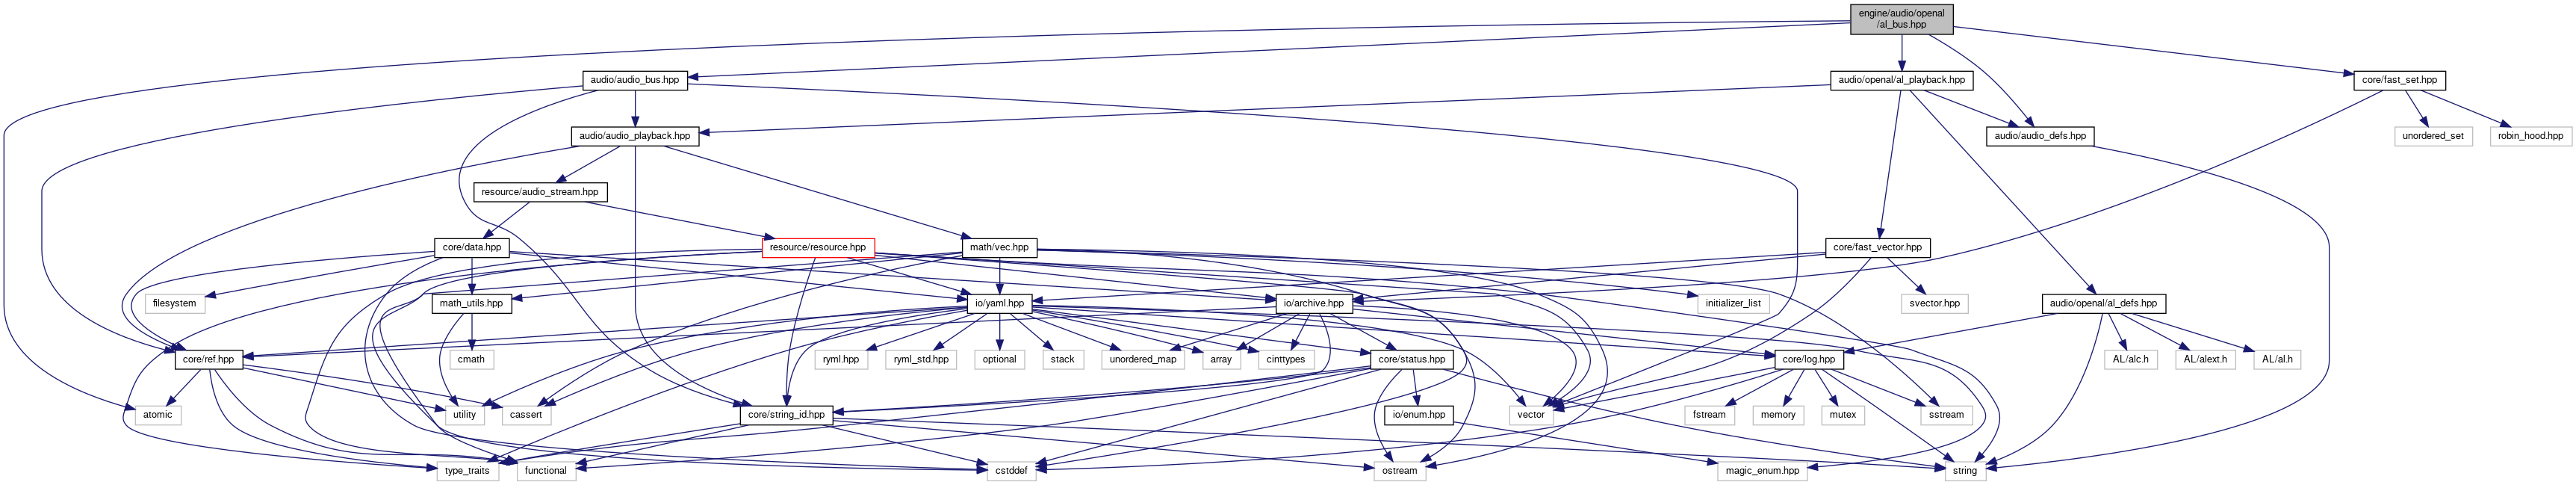 engine/audio/openal
/al_bus.hpp
audio/audio_bus.hpp
audio/openal/al_playback.hpp
core/fast_set.hpp
audio/audio_playback.hpp
audio/audio_defs.hpp
unordered_set
robin_hood.hpp
resource/audio_stream.hpp
core/data.hpp
resource/resource.hpp
math/vec.hpp
core/fast_vector.hpp
filesystem
math_utils.hpp
io/yaml.hpp
io/archive.hpp
initializer_list
svector.hpp
audio/openal/al_defs.hpp
core/ref.hpp
cmath
ryml.hpp
ryml_std.hpp
optional
stack
unordered_map
array
cinttypes
core/status.hpp
core/log.hpp
AL/alc.h
AL/alext.h
AL/al.h
atomic
utility
cassert
core/string_id.hpp
io/enum.hpp
vector
fstream
memory
mutex
sstream
type_traits
functional
cstddef
ostream
magic_enum.hpp
string